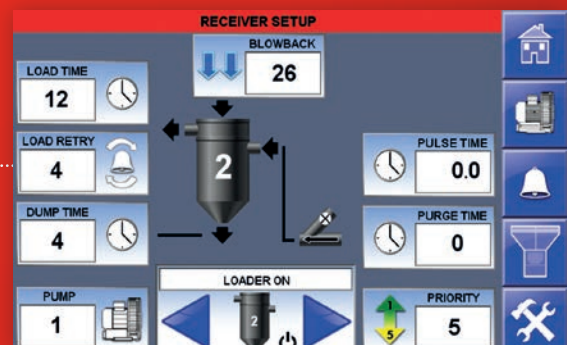 RECEIVER SETUP
BLOWBACK
26
LOAD TIME
12
LOAD RETRY
4
2
PULSE TIME
0.0
DUMP TIME
4
PURGE TIME
0
LOADER ON
PUMP
1
2
1
5
PRIORITY
5